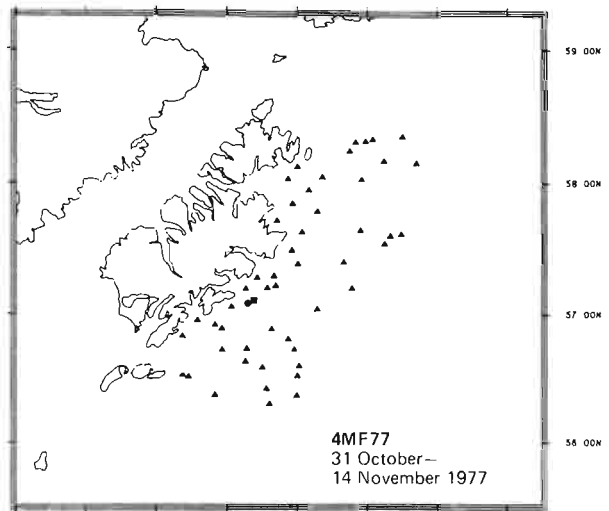 59 00N
58 00N
57 00N
56 00N
4MF77
31 October–
14 November 1977